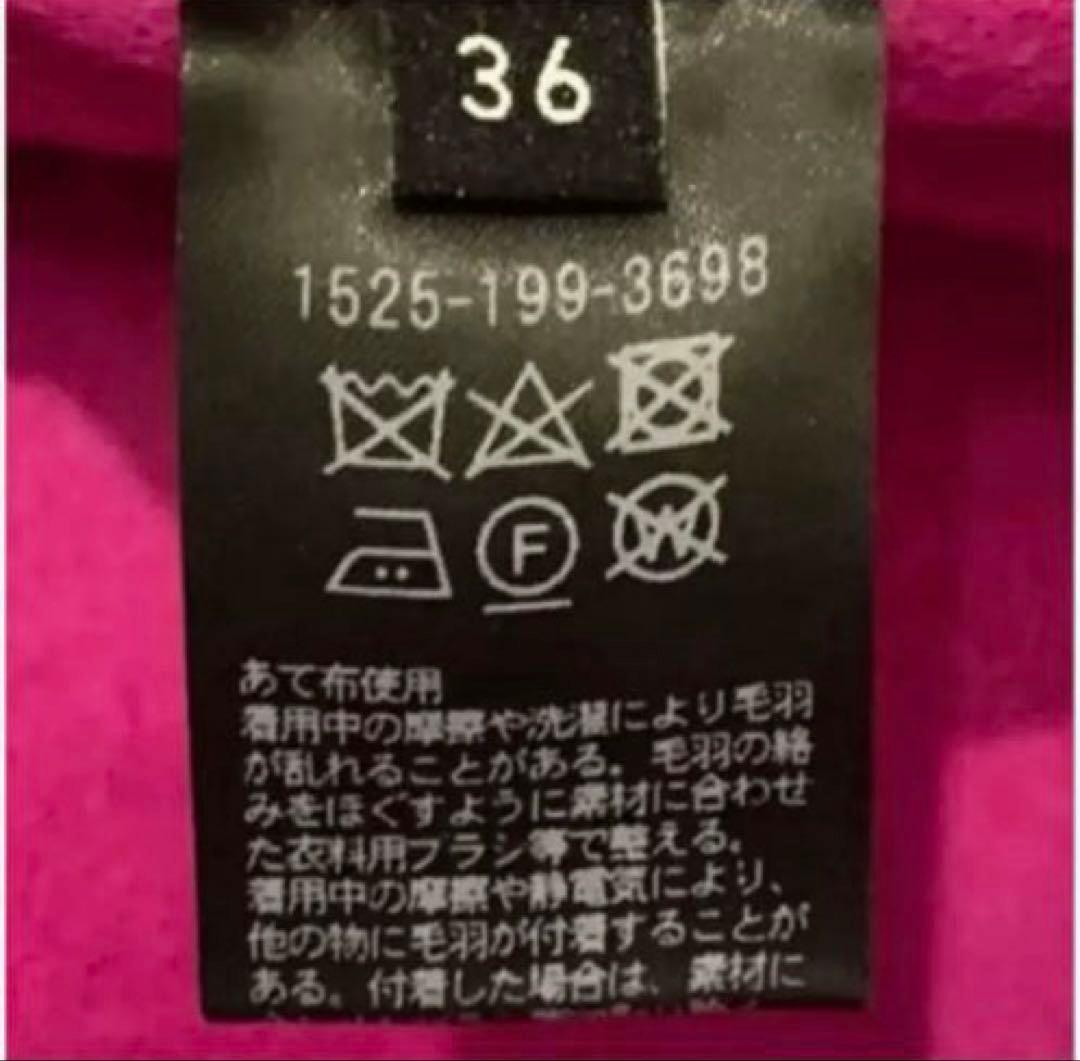 36
1525-199-3698
F
W
あて布使用
着用中の摩擦や洗濯により毛羽
が乱れることがある。毛羽の絡
みをほぐすように素材に合わせ
た衣料用ブラシ等で整える。
着用中の摩擦や静電気により、
他の物に毛羽が付着することが
ある。付着した場合は、素材に